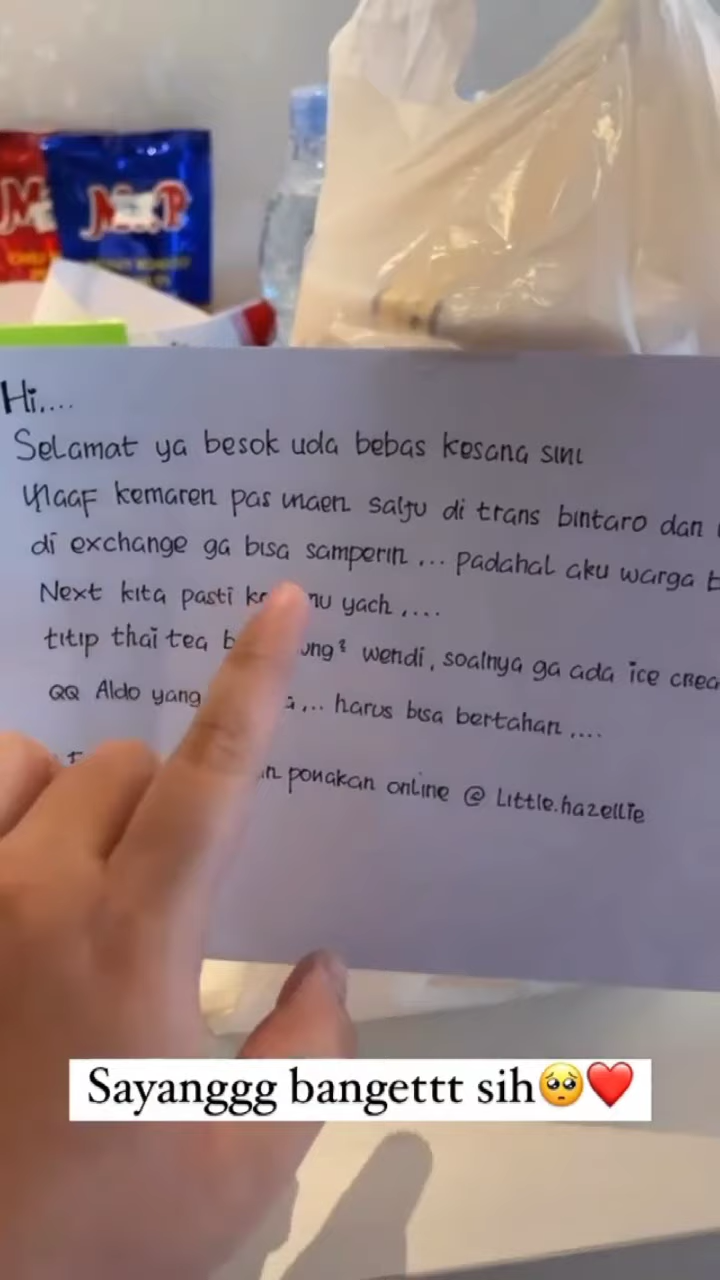 Hi....
Selamat ya besok uda bebas kesana sini
Maaf kemaren pas maen salju di trans bintaro dan
di exchange ga bisa samperin ... padahal aku warga
Next kita pasti yach ,....
titip thai tea wendi, soalnya ga ada ice
QQ Aldo yang ... harus bisa bertahan ....
ponakan online @ Little.hazellie
Sayanggg bangettt sih🥺❤️